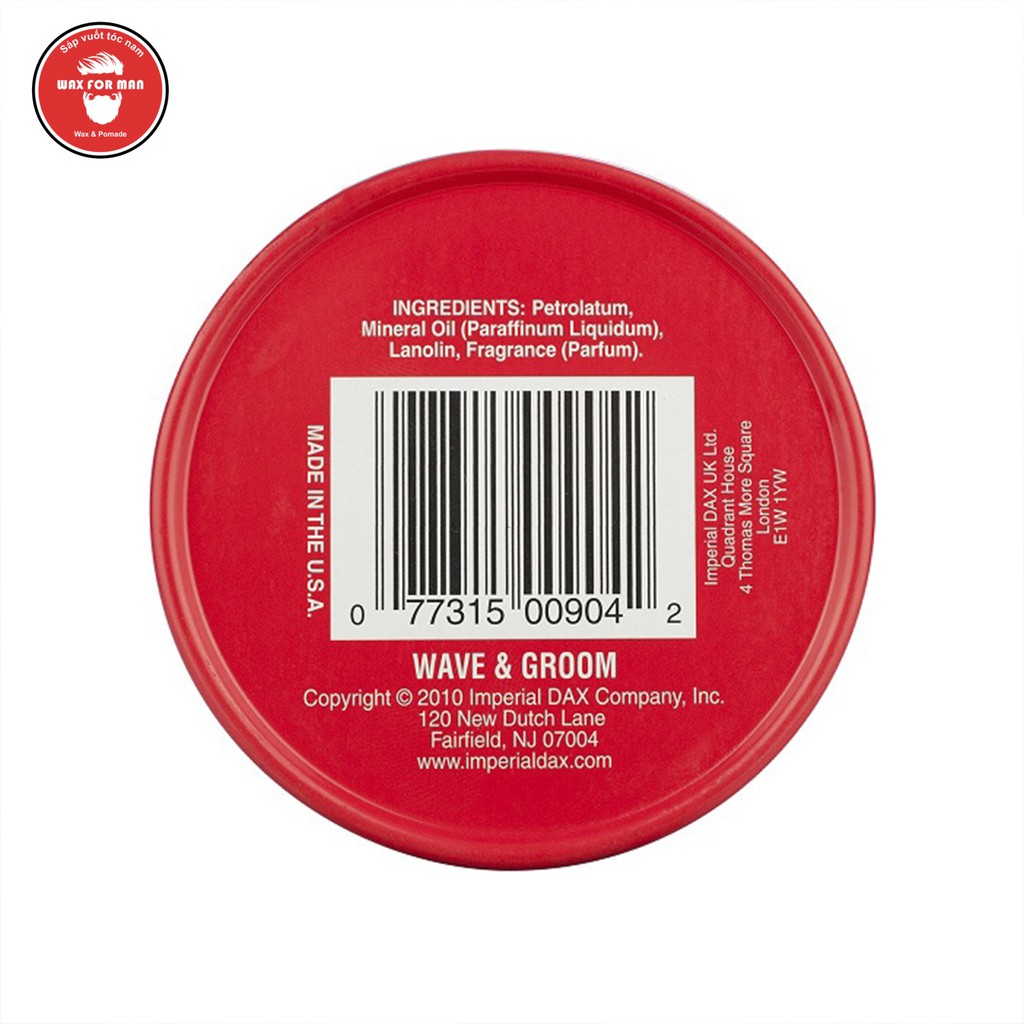 Sáp vuốt tóc nam
WAX FOR MAN
Wax & Pomade
INGREDIENTS: Petrolatum,
Mineral Oil (Paraffinum Liquidum),
Lanolin, Fragrance (Parfum).
MADE IN THE U.S.A.
0 77315 00904 2
Imperial DAX UK Ltd.
Quadrant House
4 Thomas More Square
London
E1W 1YW
WAVE & GROOM
Copyright © 2010 Imperial DAX Company, Inc.
120 New Dutch Lane
Fairfield, NJ 07004
www.imperialdax.com